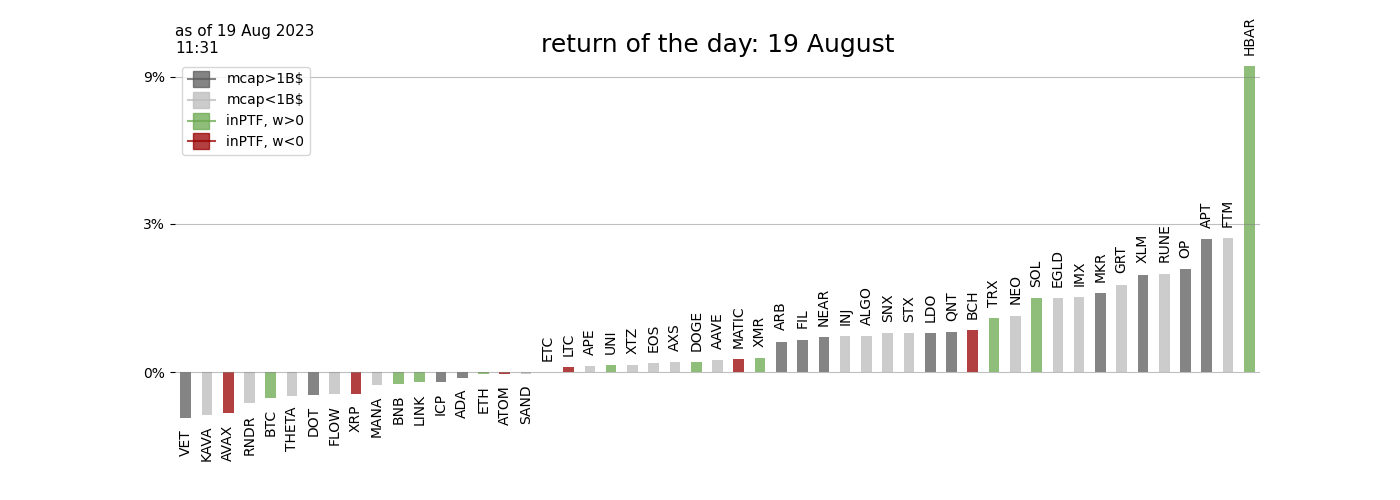 as of 19 Aug 2023
11:31
return of the day: 19 August
mcap>1B$
mcap<1B$
inPTF, w>0
inPTF, w<0
9%
3%
0%
VET
KAVA
AVAX
RNDR
BTC
THETA
DOT
FLOW
XRP
MANA
BNB
LINK
ICP
ADA
ETH
ATOM
SAND
ETC
LTC
APE
UNI
XTZ
EOS
AXS
DOGE
AAVE
MATIC
XMR
ARB
FIL
NEAR
INJ
ALGO
SNX
STX
LDO
QNT
BCH
TRX
NEO
SOL
EGLD
IMX
MKR
GRT
XLM
RUNE
OP
APT
FTM
HBAR